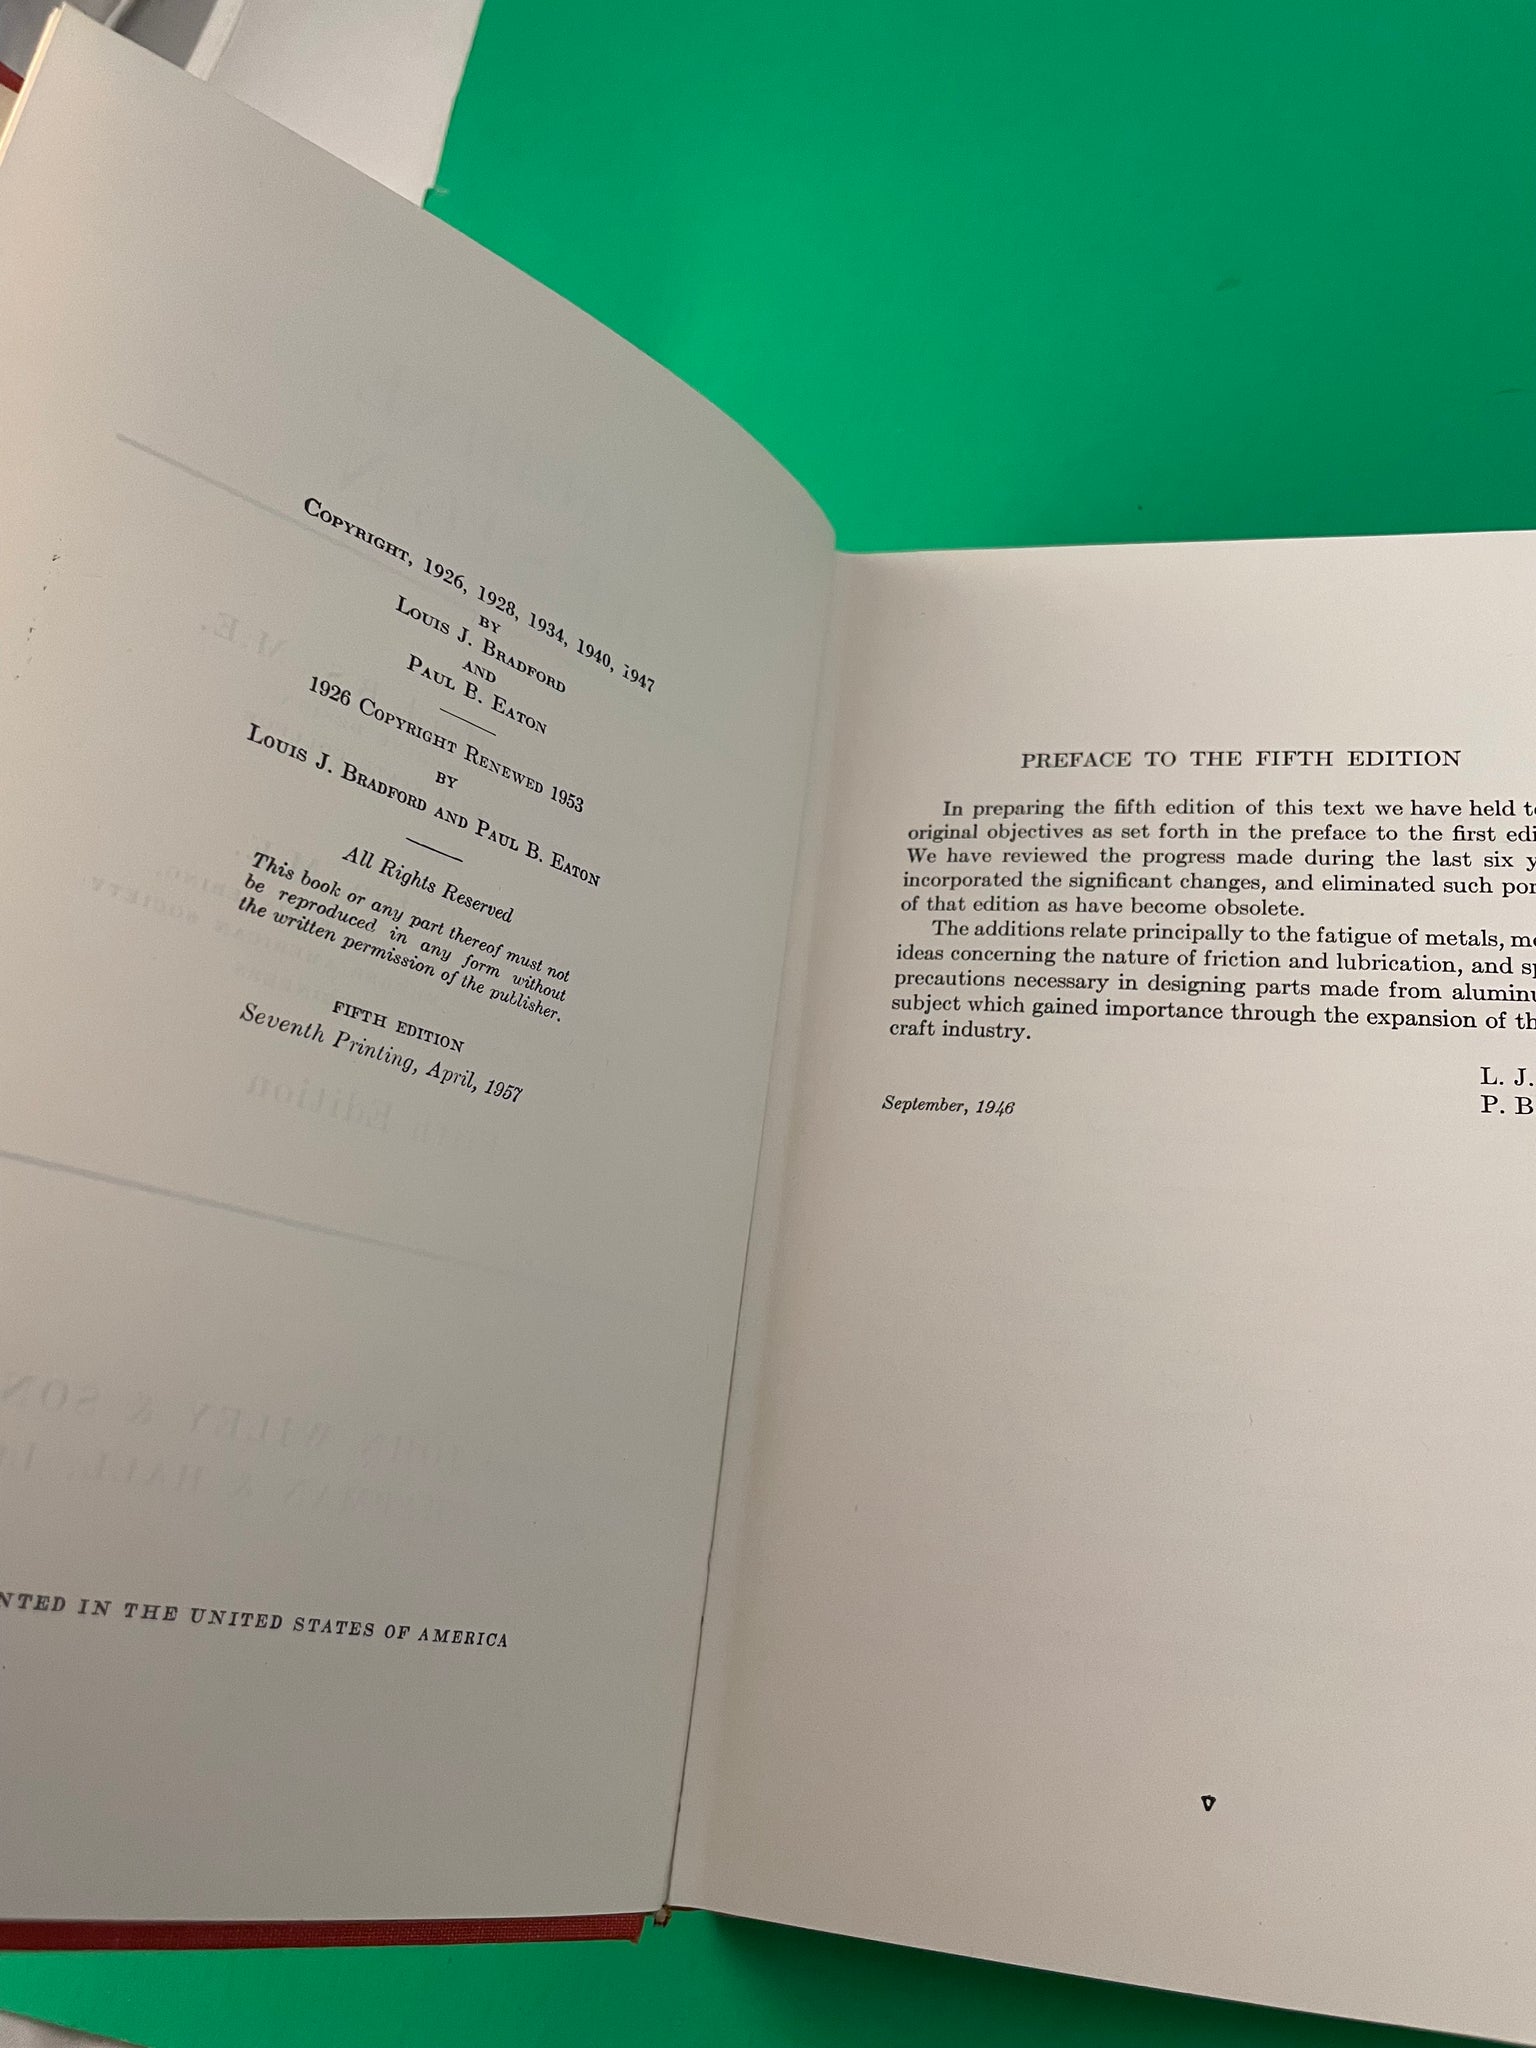 Copyright, 1926, 1928, 1934, 1940, 1947
by
Louis J. Bradford
and
Paul B. Eaton
1926 Copyright Renewed 1953
by
Louis J. Bradford and Paul B. Eaton
All Rights Reserved
This book or any part thereof must not
be reproduced in any form without
the written permission of the publisher.
FIFTH EDITION
Seventh Printing, April, 1957
NTED IN THE UNITED STATES OF AMERICA
PREFACE TO THE FIFTH EDITION
In preparing the fifth edition of this text we have held
original objectives as set forth in the preface to the first
We have reviewed the progress made during the last six
incorporated the significant changes, and eliminated such
of that edition as have become obsolete.
The additions relate principally to the fatigue of metals,
ideas concerning the nature of friction and lubrication, and
precautions necessary in designing parts made from
subject which gained importance through the expansion of
craft industry.
L. J.
P. B
September, 1946
v